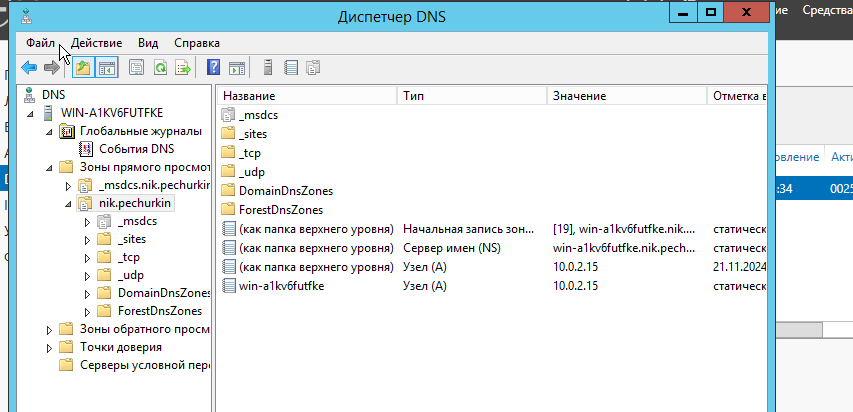 Диспетчер DNS
Средства
Файл Действие Вид Справка
DNS
WIN-A1KV6FUTFKE
Глобальные журналы
События DNS
Зоны прямого просмот
_msdcs.nik.pechurkin
nik.pechurkin
_msdcs
_sites
_tcp
_udp
DomainDnsZones
ForestDnsZones
Зоны обратного просм
Точки доверия
Серверы условной пере
Название Тип Значение Отметка в
_msdcs
_sites
_tcp
_udp
DomainDnsZones
ForestDnsZones
(как папка верхнего уровня) Начальная запись зон... [19], win-a1kv6futfke.nik....
статическ
(как папка верхнего уровня) Сервер имен (NS) win-a1kv6futfke.nik.pech... статическ
(как папка верхнего уровня) Узел (A) 10.0.2.15 21.11.2024
win-a1kv6futfke Узел (A) 10.0.2.15 статическ
овление Акти
:34 0025